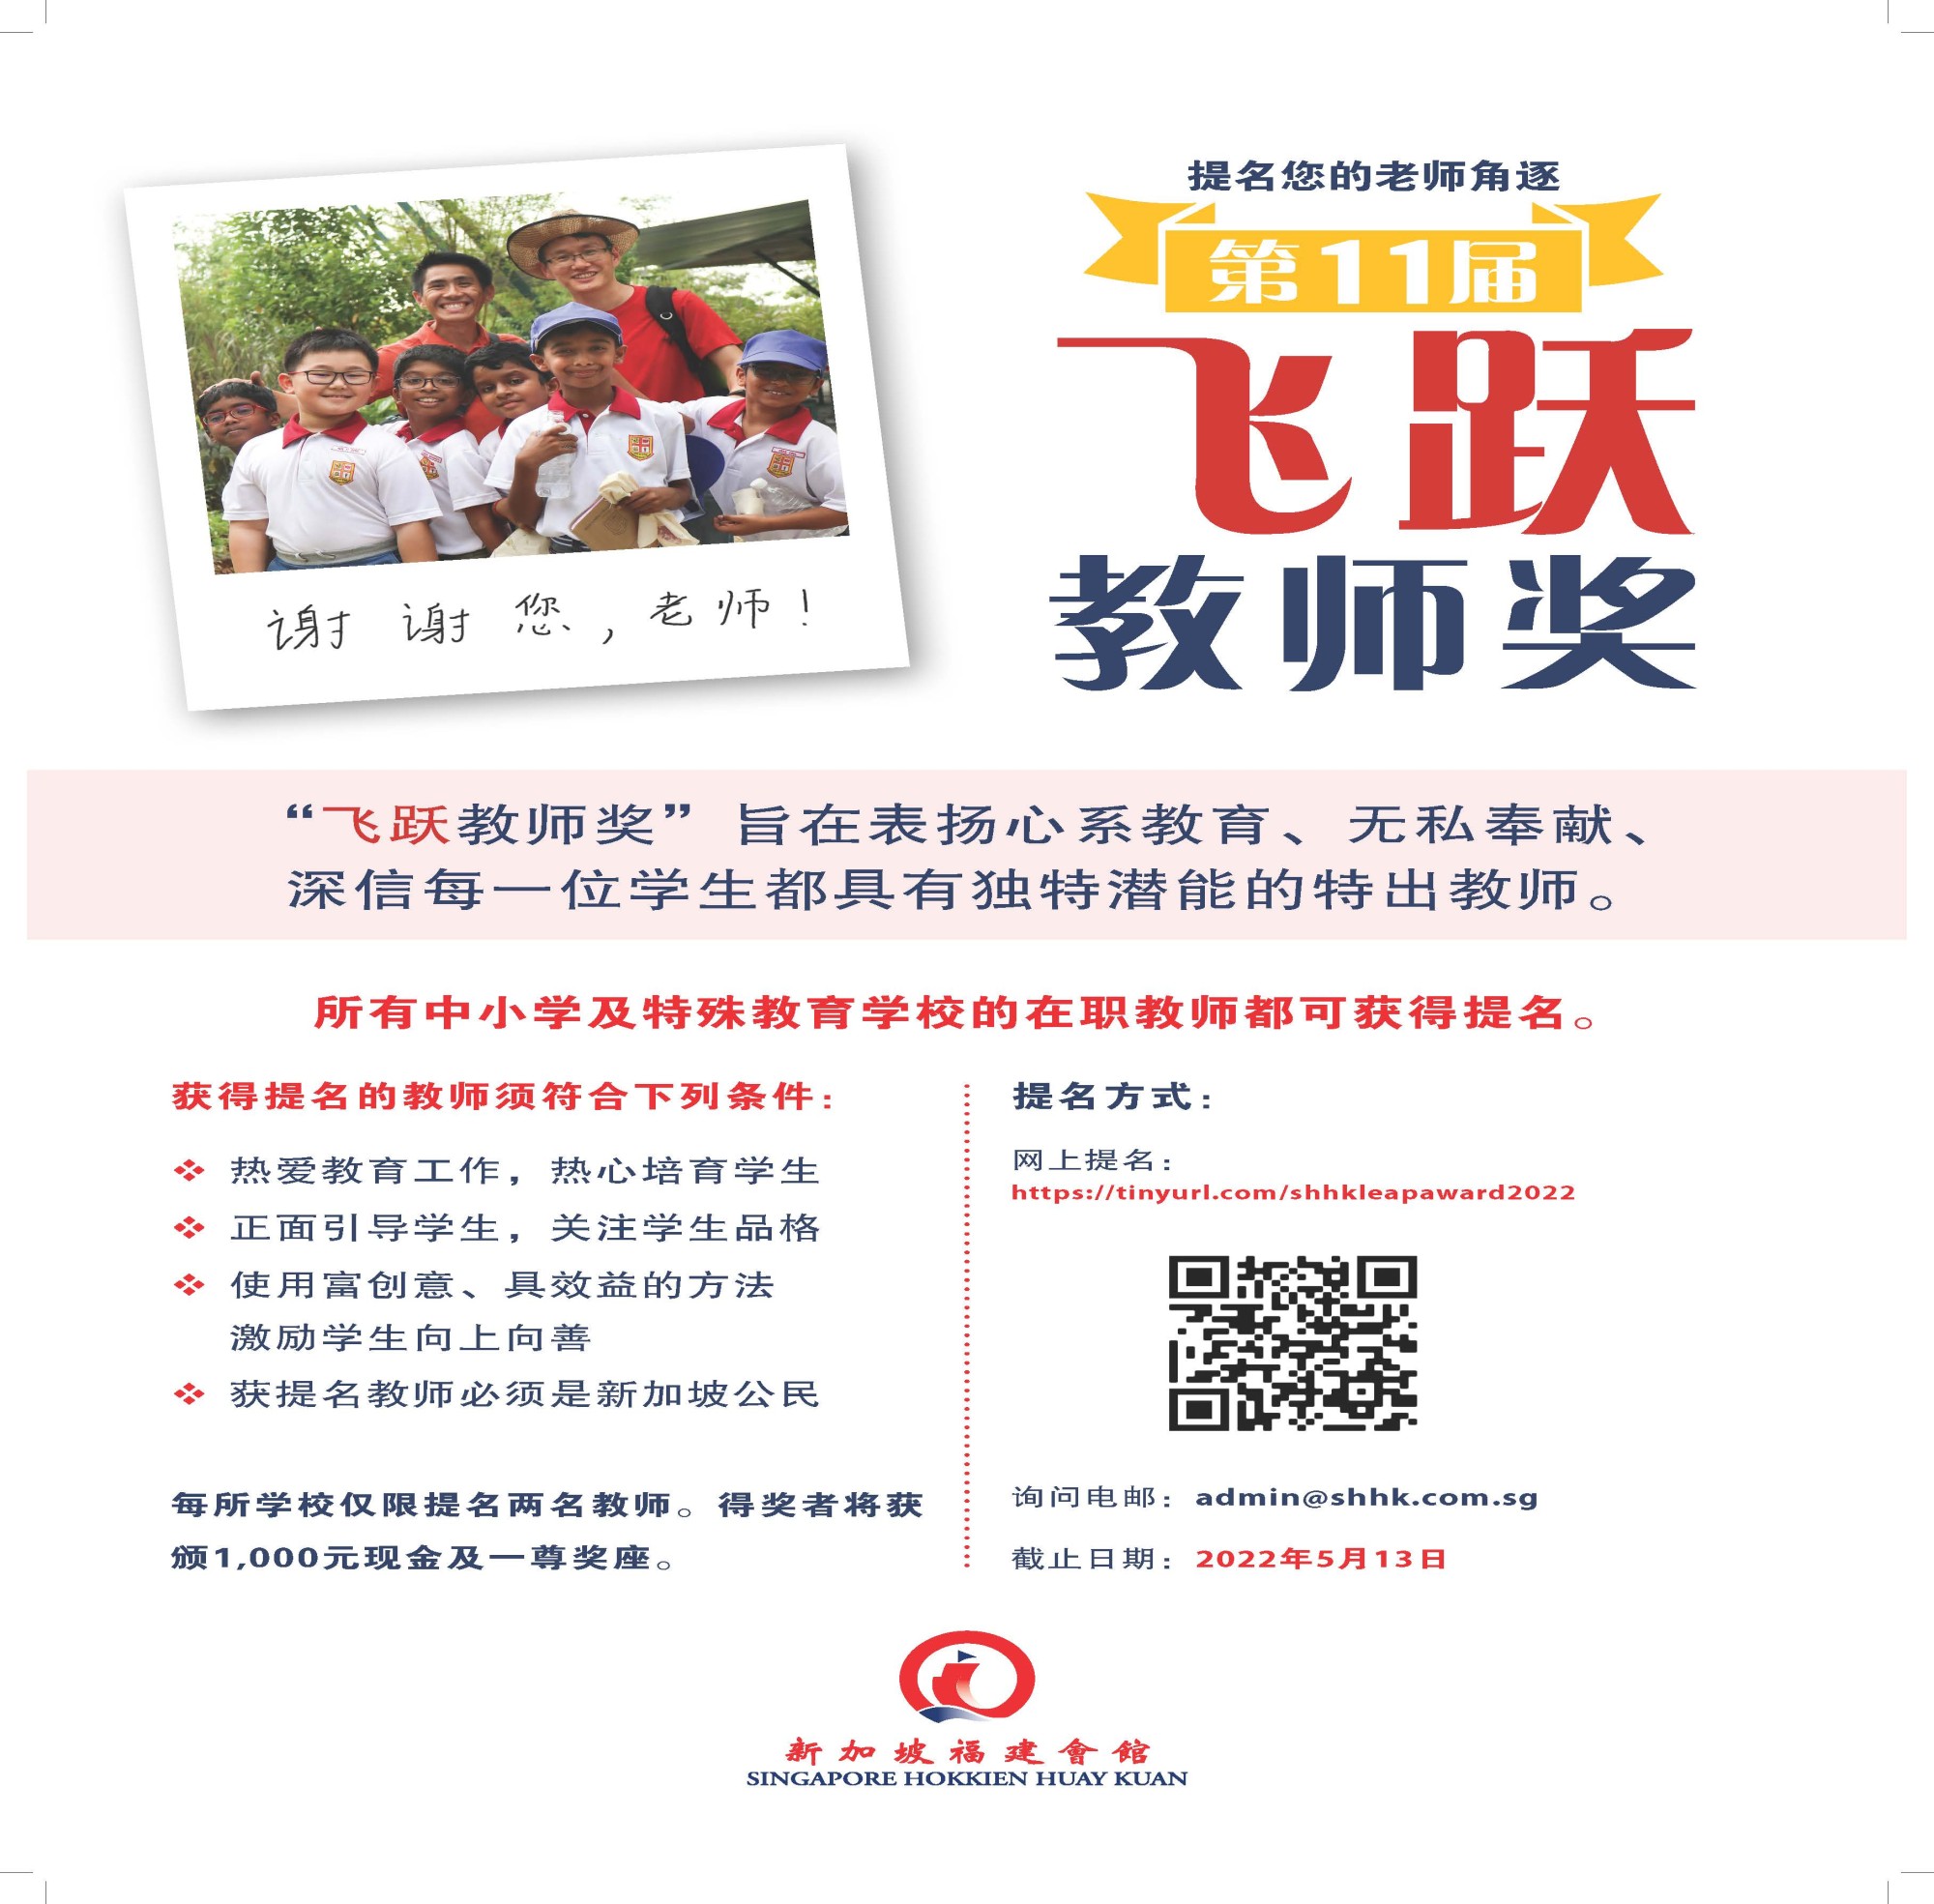 谢谢您，老师！
提名您的老师角逐
第11届
飞跃
教师奖
“飞跃教师奖”旨在表扬心系教育、无私奉献、
深信每一位学生都具有独特潜能的特出教师。
所有中小学及特殊教育学校的在职教师都可获得提名。
获得提名的教师须符合下列条件：
热爱教育工作，热心培育学生
正面引导学生，关注学生品格
使用富创意、具效益的方法
激励学生向上向善
获提名教师必须是新加坡公民
每所学校仅限提名两名教师。得奖者将获
颁1,000元现金及一尊奖座。
提名方式：
网上提名：
https://tinyurl.com/shhkleapaward2022
询问电邮：admin@shhk.com.sg
截止日期：2022年5月13日
新加坡福建會館
SINGAPORE HOKKIEN HUAY KUAN